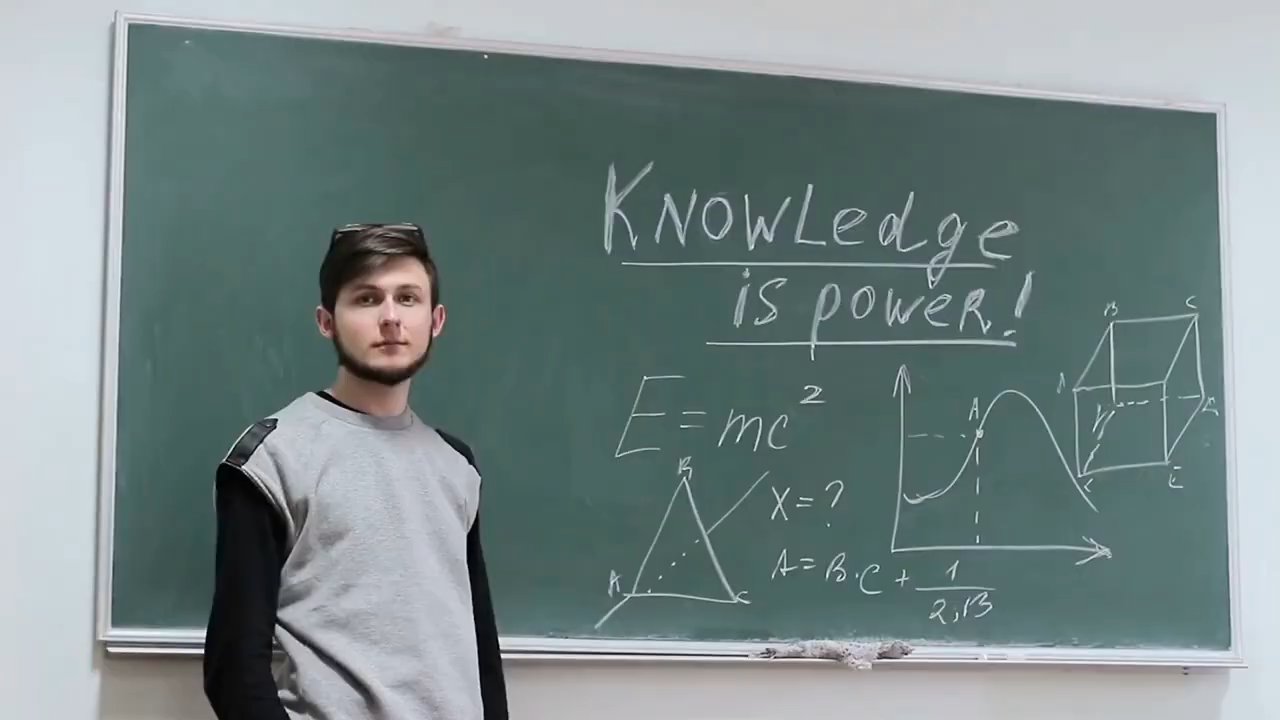 KNOWLedge
is power!
E = mc²
B
X = ?
A
C
A = B·C + 1/2,13
A
B
C
A
E